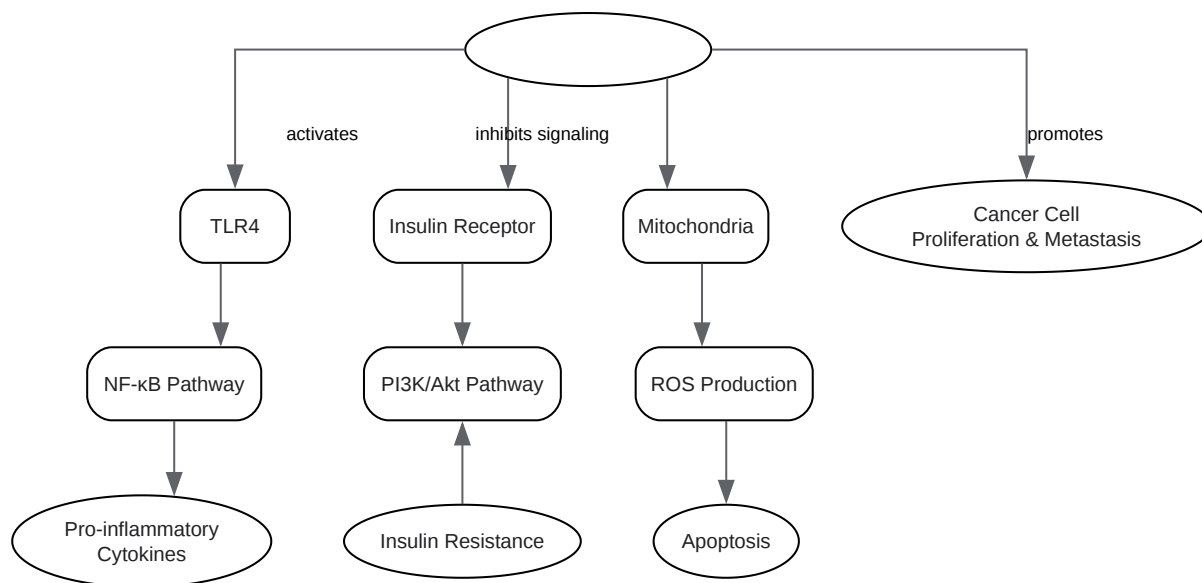 activates
inhibits signaling
promotes
TLR4
Insulin Receptor
Mitochondria
Cancer Cell
Proliferation & Metastasis
NF-κB Pathway
PI3K/Akt Pathway
ROS Production
Pro-inflammatory
Cytokines
Insulin Resistance
Apoptosis